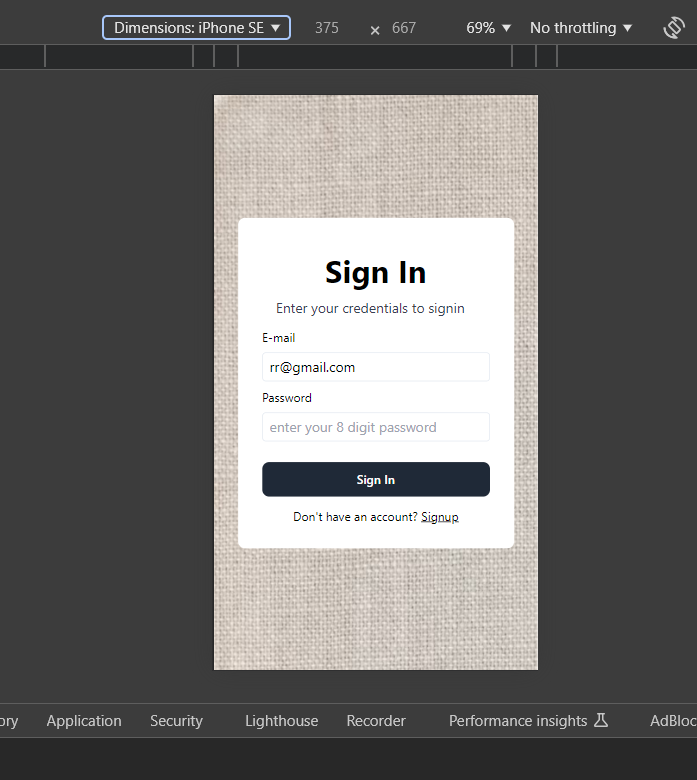 Dimensions: iPhone SE 375 × 667 69% No throttling
Sign In
Enter your credentials to signin
E-mail
rr@gmail.com
Password
enter your 8 digit password
Sign In
Don't have an account? Signup
ory Application Security Lighthouse Recorder Performance insights AdBloc